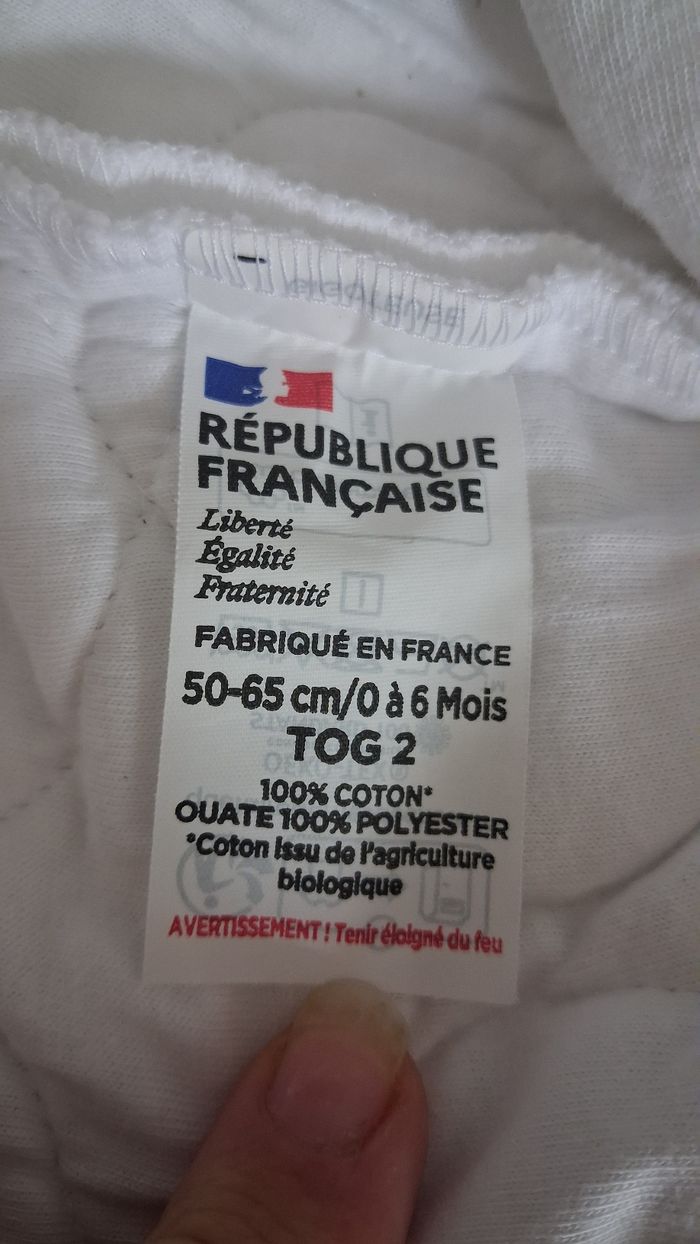 RÉPUBLIQUE
FRANÇAISE
Liberté
Égalité
Fraternité
FABRIQUÉ EN FRANCE
50-65 cm/0 à 6 Mois
TOG 2
100% COTON*
OUATE 100% POLYESTER
*Coton issu de l'agriculture
biologique
AVERTISSEMENT ! Tenir éloigné du feu